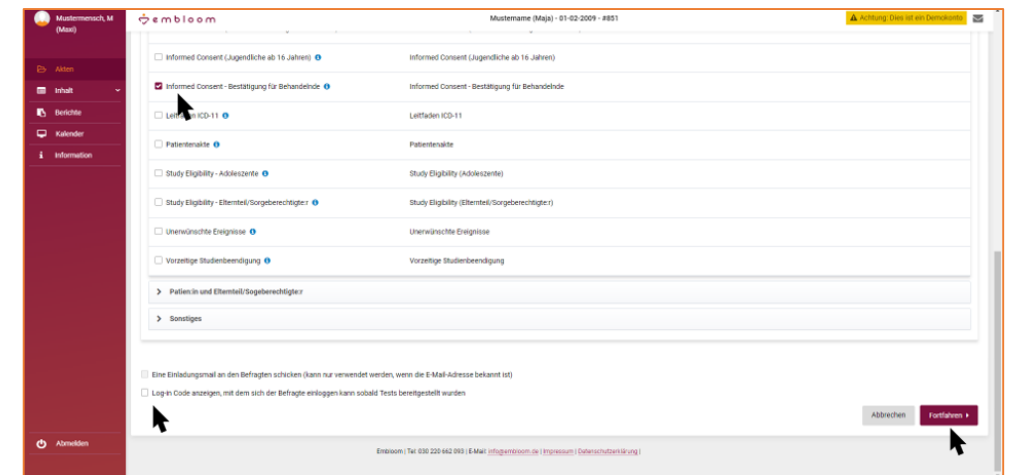 Mustermensch, M
(Maxi)
embloom
Mustername (Maja) - 01-02-2009 - #851
Achtung: Dies ist ein Demokonto
Akten
Inhalt
Berichte
Kalender
Information
Abmelden
Informed Consent (Jugendliche ab 16 Jahren)
Informed Consent (Jugendliche ab 16 Jahren)
Informed Consent - Bestätigung für Behandelnde
Informed Consent - Bestätigung für Behandelnde
Leitfaden ICD-11
Leitfaden ICD-11
Patientenakte
Patientenakte
Study Eligibility - Adoleszente
Study Eligibility (Adoleszente)
Study Eligibility - Elternteil/Sorgeberechtigte:r
Study Eligibility (Elternteil/Sorgeberechtigte:r)
Unerwünschte Ereignisse
Unerwünschte Ereignisse
Vorzeitige Studienbeendigung
Vorzeitige Studienbeendigung
Patien:in und Elternteil/Sogeberechtigte:r
Sonstiges
Eine Einladungsmail an den Befragten schicken (kann nur verwendet werden, wenn die E-Mail-Adresse bekannt ist)
Log-in Code anzeigen, mit dem sich der Befragte einloggen kann sobald Tests bereitgestellt wurden
Abbrechen
Fortfahren
Embloom | Tel: 030 220 662 093 | E-Mail: info@embloom.de | Impressum | Datenschutzerklärung |